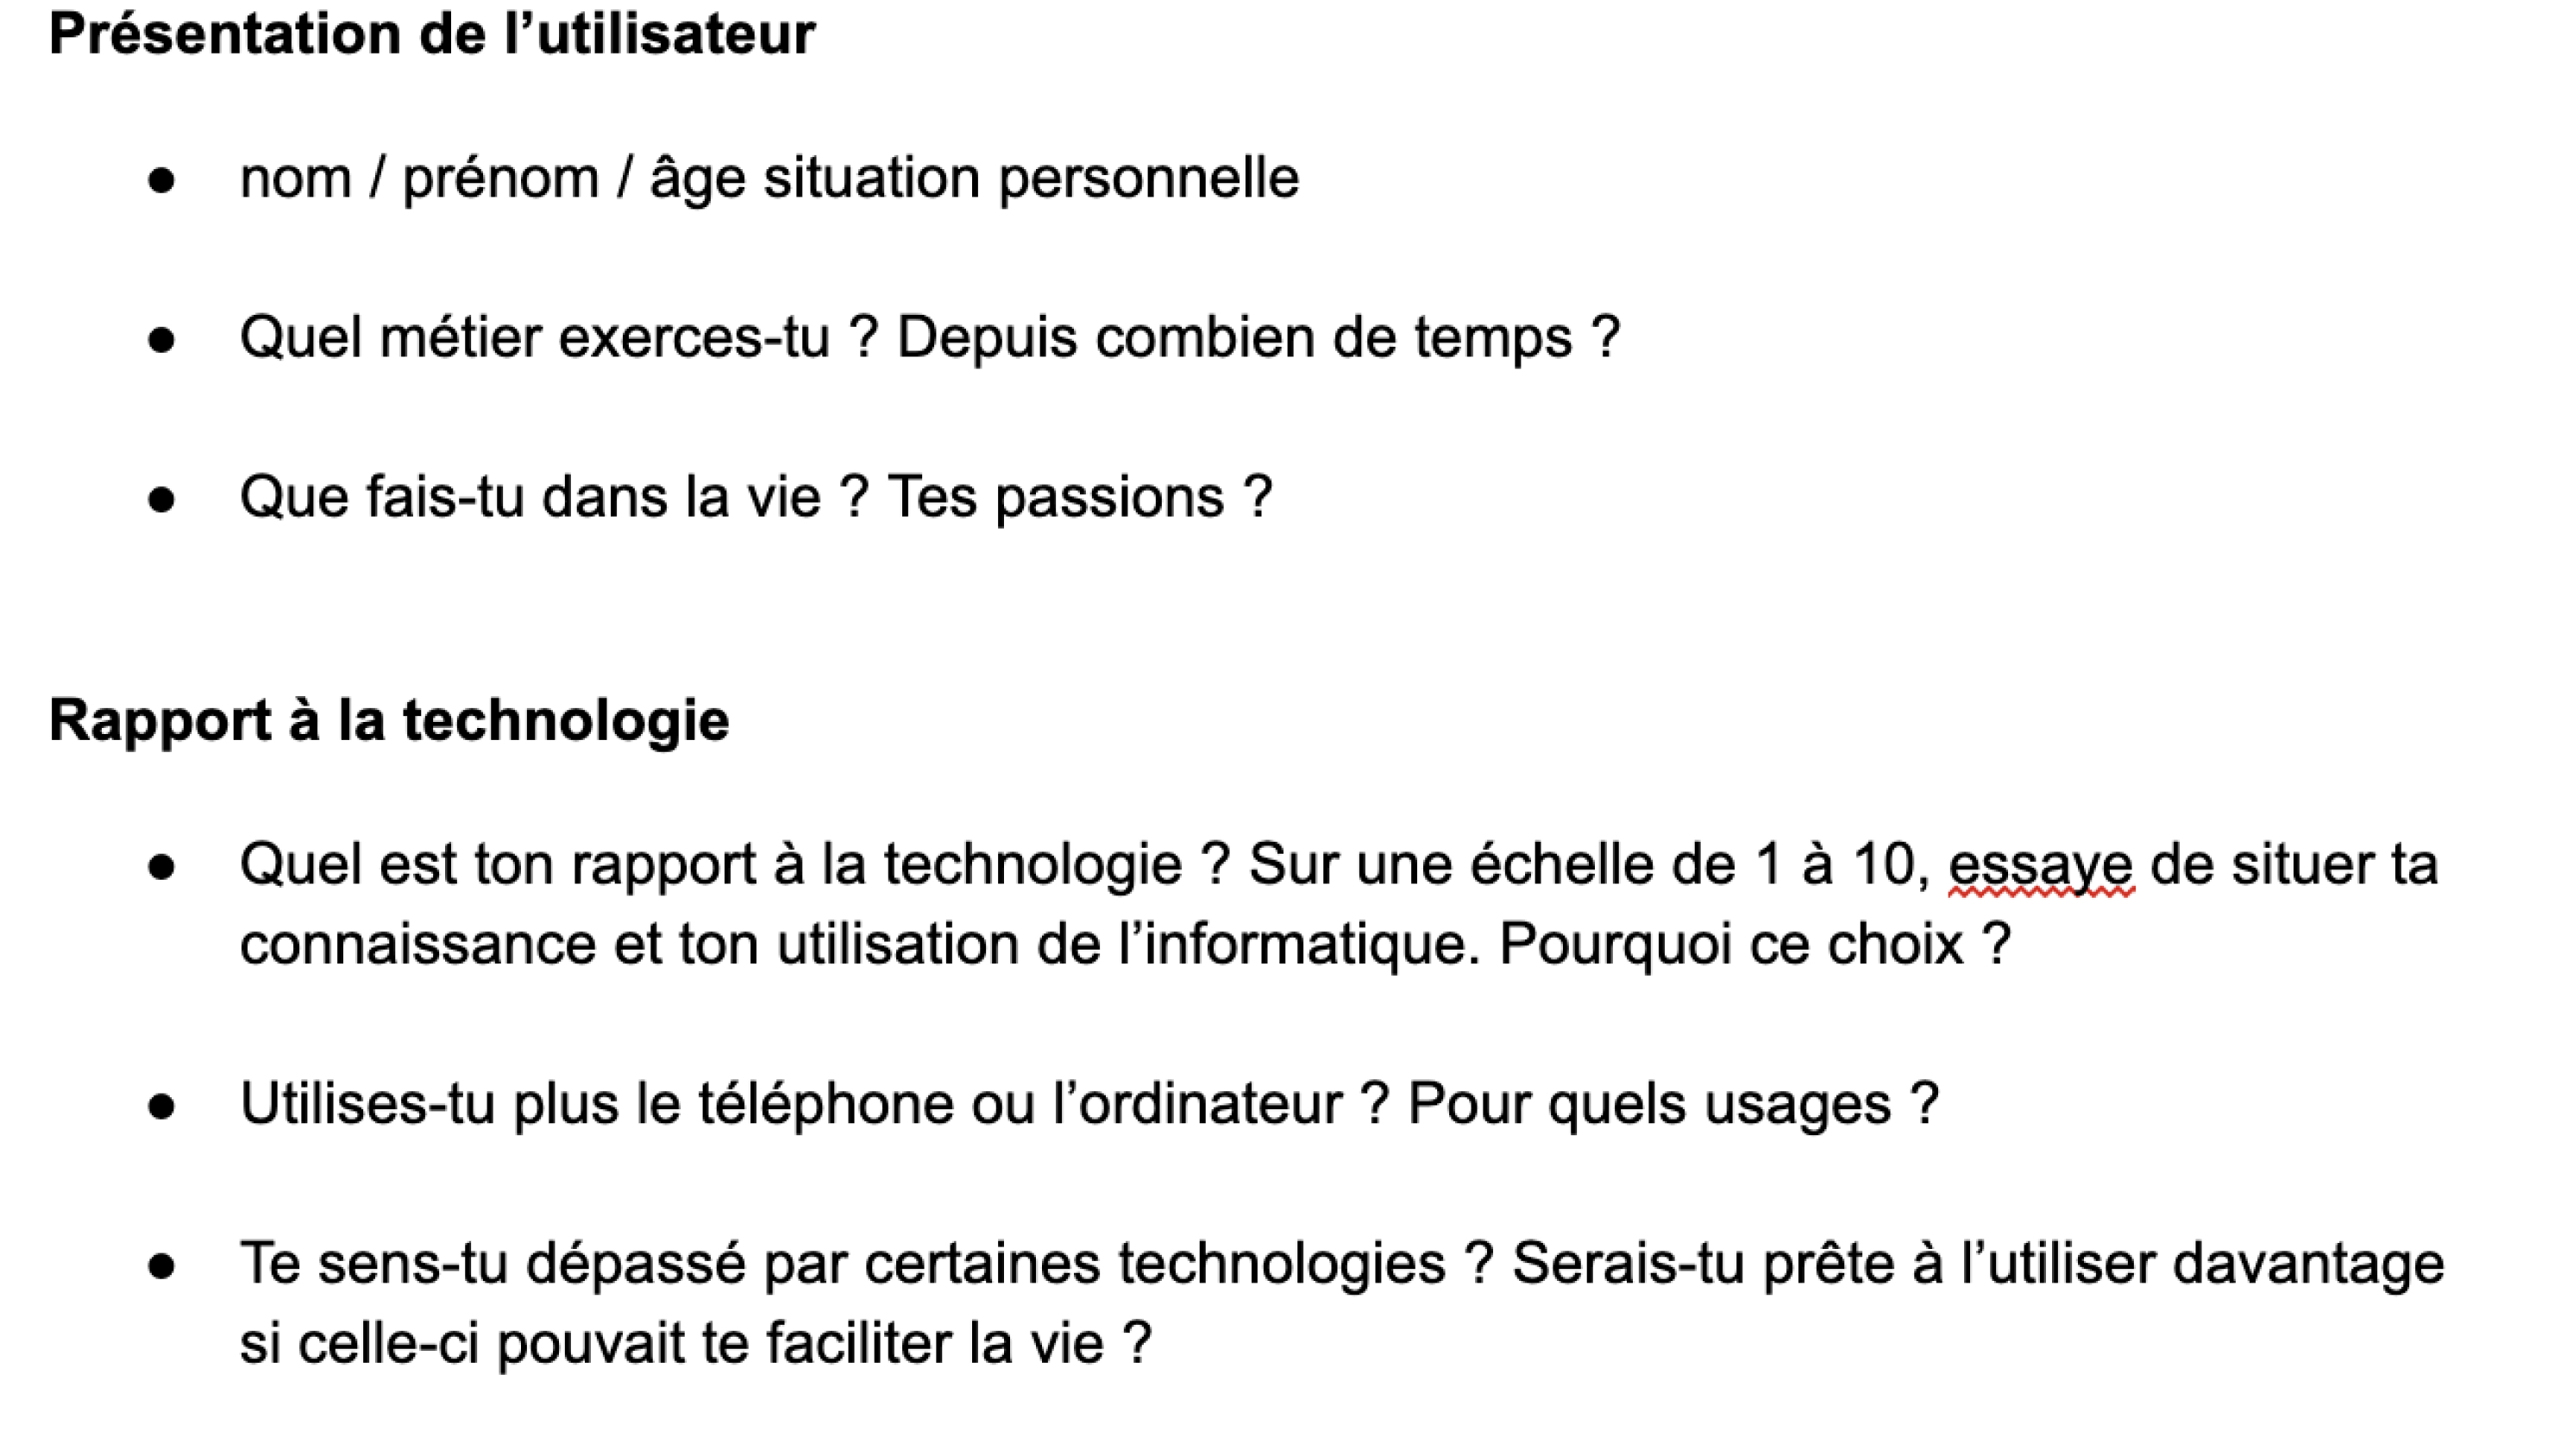 Présentation de l’utilisateur
● nom / prénom / âge situation personnelle
● Quel métier exerces-tu ? Depuis combien de temps ?
● Que fais-tu dans la vie ? Tes passions ?
Rapport à la technologie
● Quel est ton rapport à la technologie ? Sur une échelle de 1 à 10, essaye de situer ta
connaissance et ton utilisation de l’informatique. Pourquoi ce choix ?
● Utilises-tu plus le téléphone ou l’ordinateur ? Pour quels usages ?
● Te sens-tu dépassé par certaines technologies ? Serais-tu prête à l’utiliser davantage
si celle-ci pouvait te faciliter la vie ?